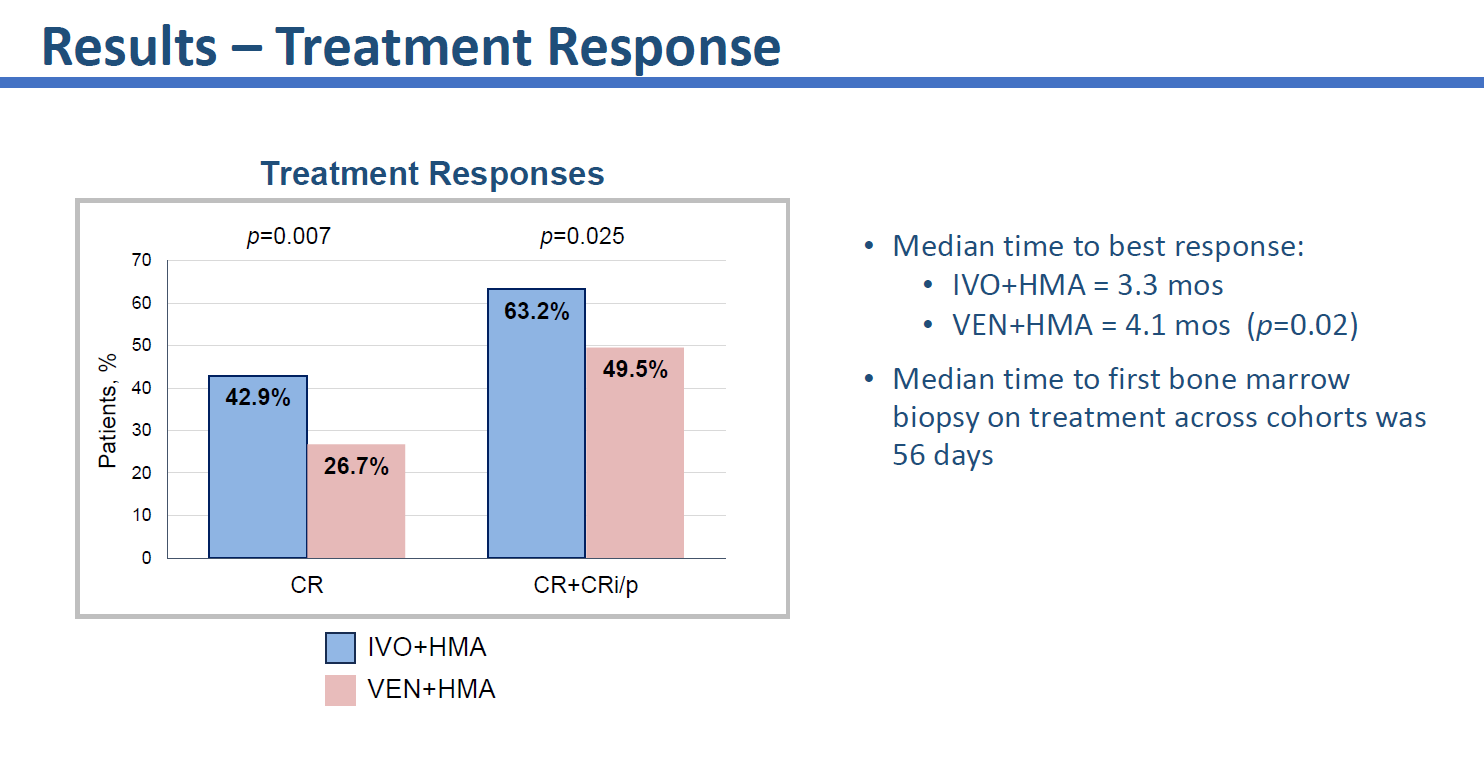 Results – Treatment Response
Treatment Responses
p=0.007
p=0.025
70
60
50
40
30
20
10
0
Patients, %
42.9%
26.7%
63.2%
49.5%
CR
CR+CRi/p
IVO+HMA
VEN+HMA
• Median time to best response:
• IVO+HMA = 3.3 mos
• VEN+HMA = 4.1 mos (p=0.02)
• Median time to first bone marrow
biopsy on treatment across cohorts was
56 days